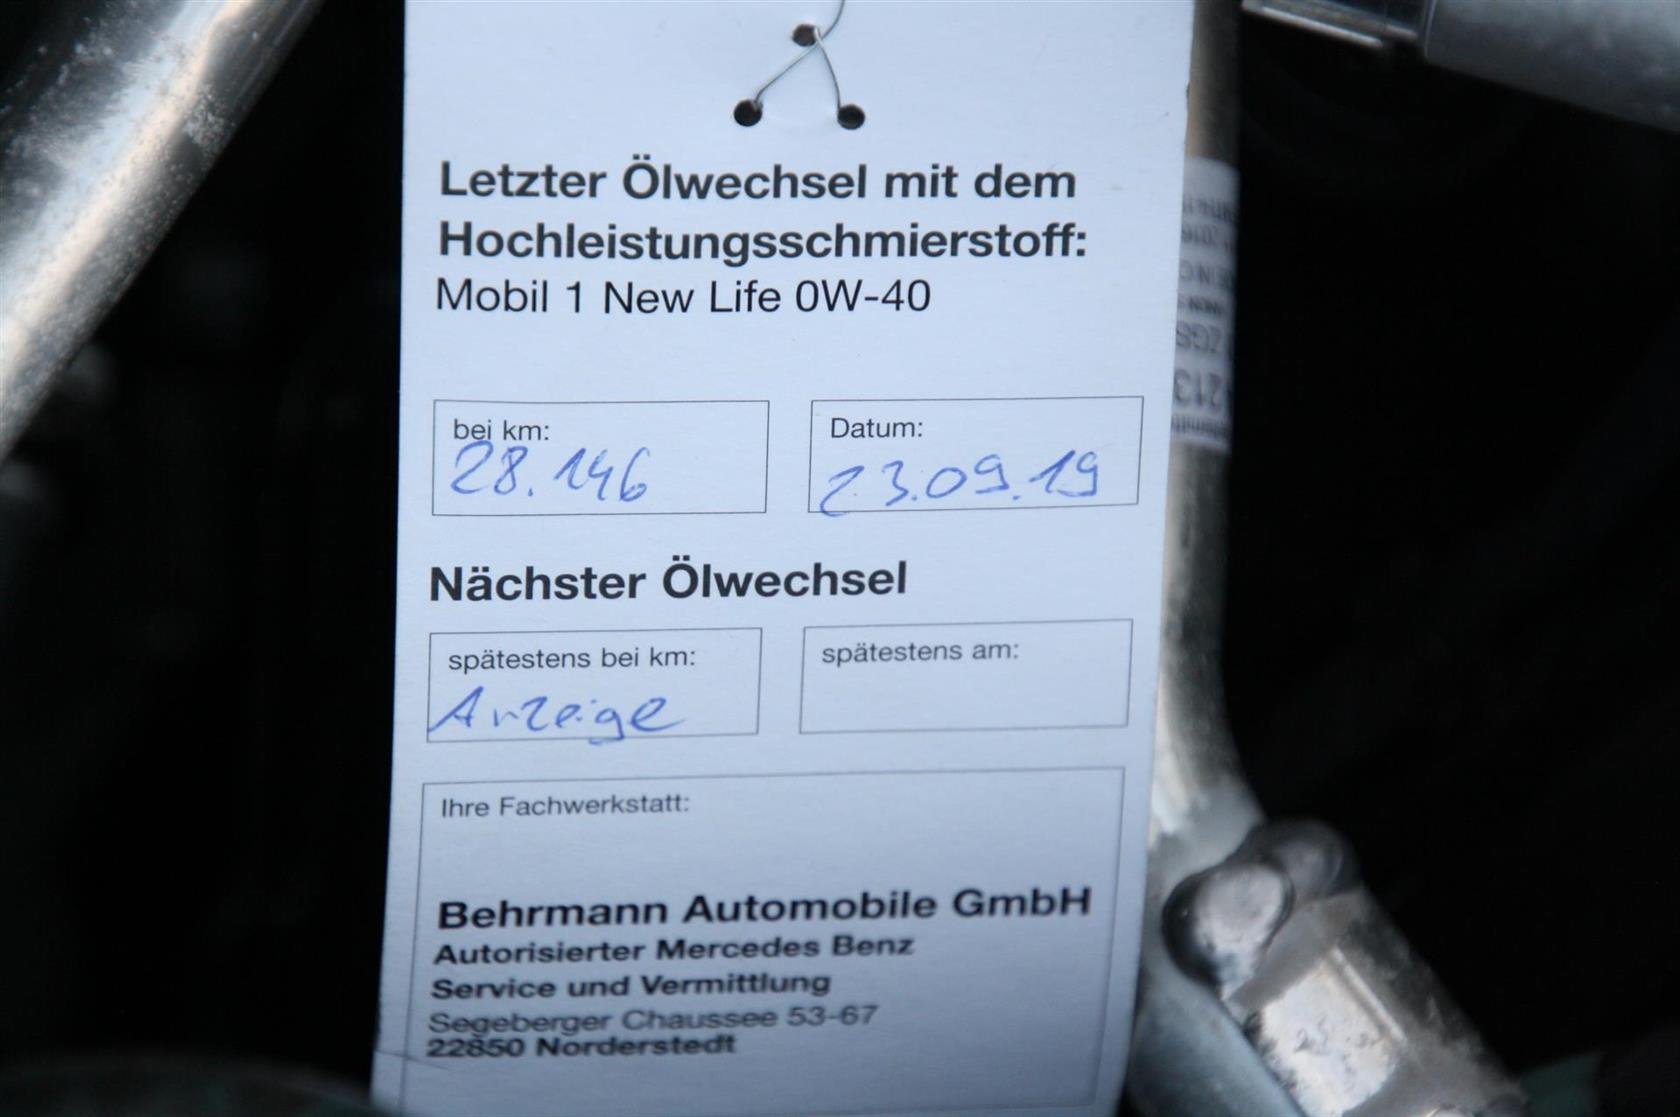 Letzter Ölwechsel mit dem
Hochleistungsschmierstoff:
Mobil 1 New Life 0W-40
bei km:
28.146
Datum:
23.09.19
Nächster Ölwechsel
spätestens bei km:
Anzeige
spätestens am:
Ihre Fachwerkstatt:
Behrmann Automobile GmbH
Autorisierter Mercedes Benz
Service und Vermittlung
Segeberger Chaussee 53-67
22850 Norderstedt
213
ZGS